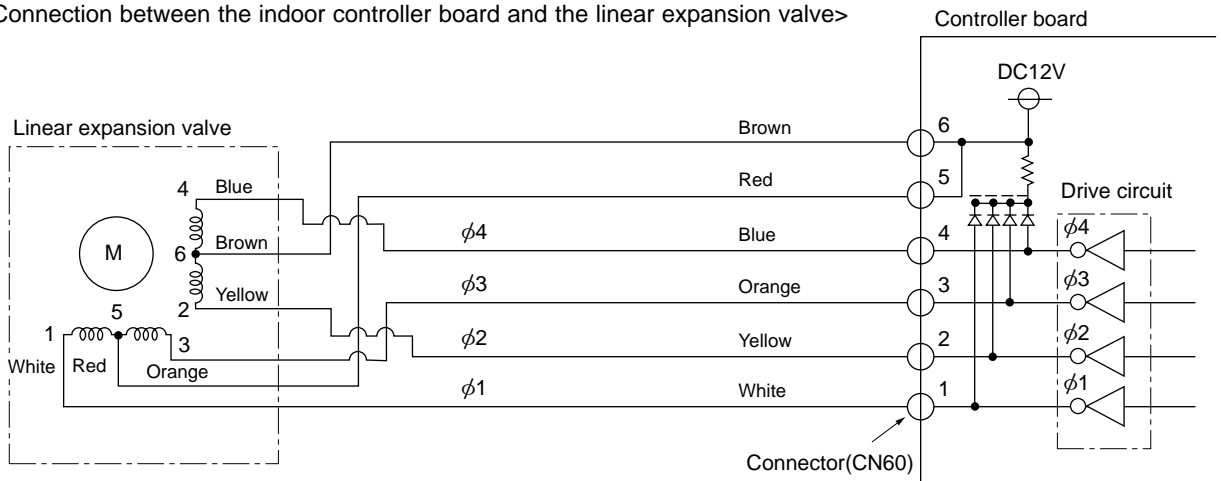 Connection between the indoor controller board and the linear expansion valve>
Controller board
DC12V
Linear expansion valve
Brown
6
Red
5
Drive circuit
4
Blue
ϕ4
Blue
4
ϕ4
M
6
Brown
ϕ3
Orange
3
ϕ3
Yellow
2
5
1
3
ϕ2
Yellow
2
ϕ2
White
Red
Orange
ϕ1
White
1
ϕ1
Connector(CN60)